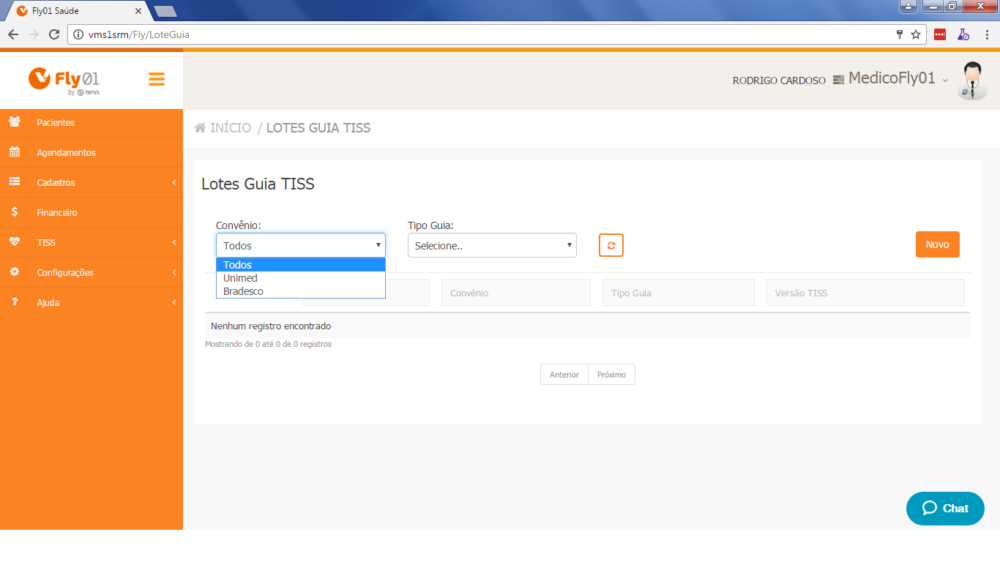 Fly01 Saúde
vms1srm/Fly/LoteGuia
Fly01
by TOTVS
RODRIGO CARDOSO MedicoFly01
Pacientes
Agendamentos
Cadastros
Financeiro
TISS
Configurações
Ajuda
INÍCIO / LOTES GUIA TISS
Lotes Guia TISS
Convênio: Tipo Guia:
Todos Selecione.. Novo
Todos
Unimed
Bradesco
Convênio Tipo Guia Versão TISS
Nenhum registro encontrado
Mostrando de 0 até 0 de 0 registros
Anterior Próximo
Chat